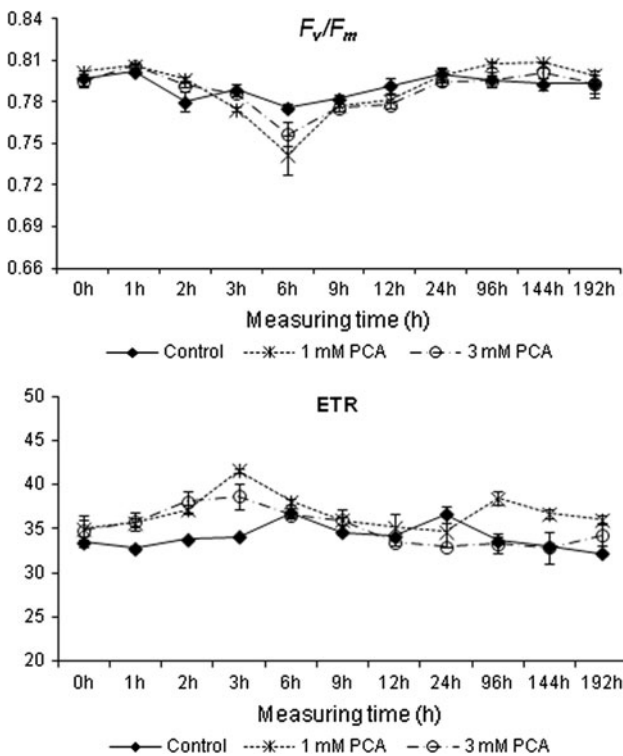 Fv/Fm
0.84
0.81
0.78
0.75
0.72
0.69
0.66
0h 1h 2h 3h 6h 9h 12h 24h 96h 144h 192h
Measuring time (h)
Control 1 mM PCA 3 mM PCA
ETR
50
45
40
35
30
25
20
0h 1h 2h 3h 6h 9h 12h 24h 96h 144h 192h
Measuring time (h)
Control 1 mM PCA 3 mM PCA